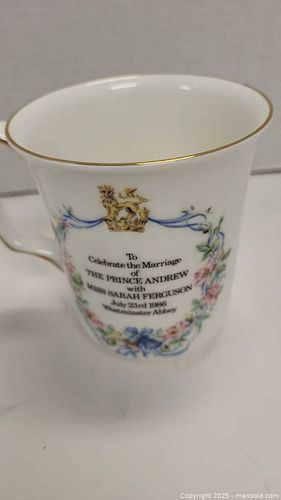 To
Celebrate the Marriage
of
THE PRINCE ANDREW
with
MISS SARAH FERGUSON
July 23rd 1986
Westminster Abbey
Copyright 2025 - maxsold.com